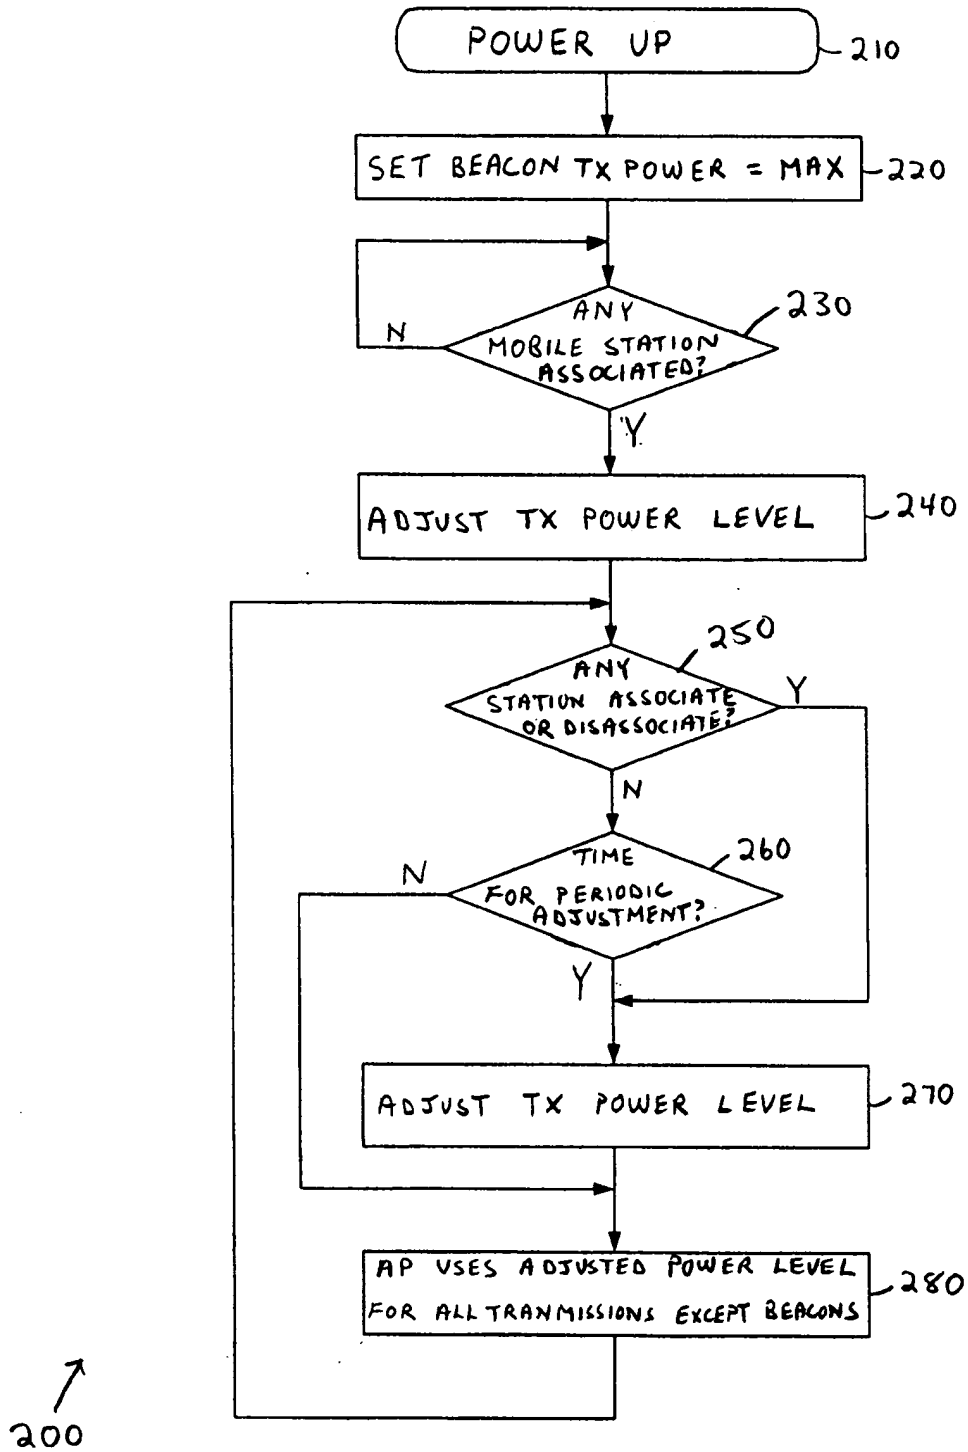 POWER UP
210
SET BEACON TX POWER = MAX
220
ANY
MOBILE STATION
ASSOCIATED?
230
N
Y
ADJUST TX POWER LEVEL
240
250
ANY
STATION ASSOCIATE
OR DISASSOCIATE?
Y
N
260
TIME
FOR PERIODIC
ADJUSTMENT?
N
Y
ADJUST TX POWER LEVEL
270
AP USES ADJUSTED POWER LEVEL
FOR ALL TRANMISSIONS EXCEPT BEACONS
280
200